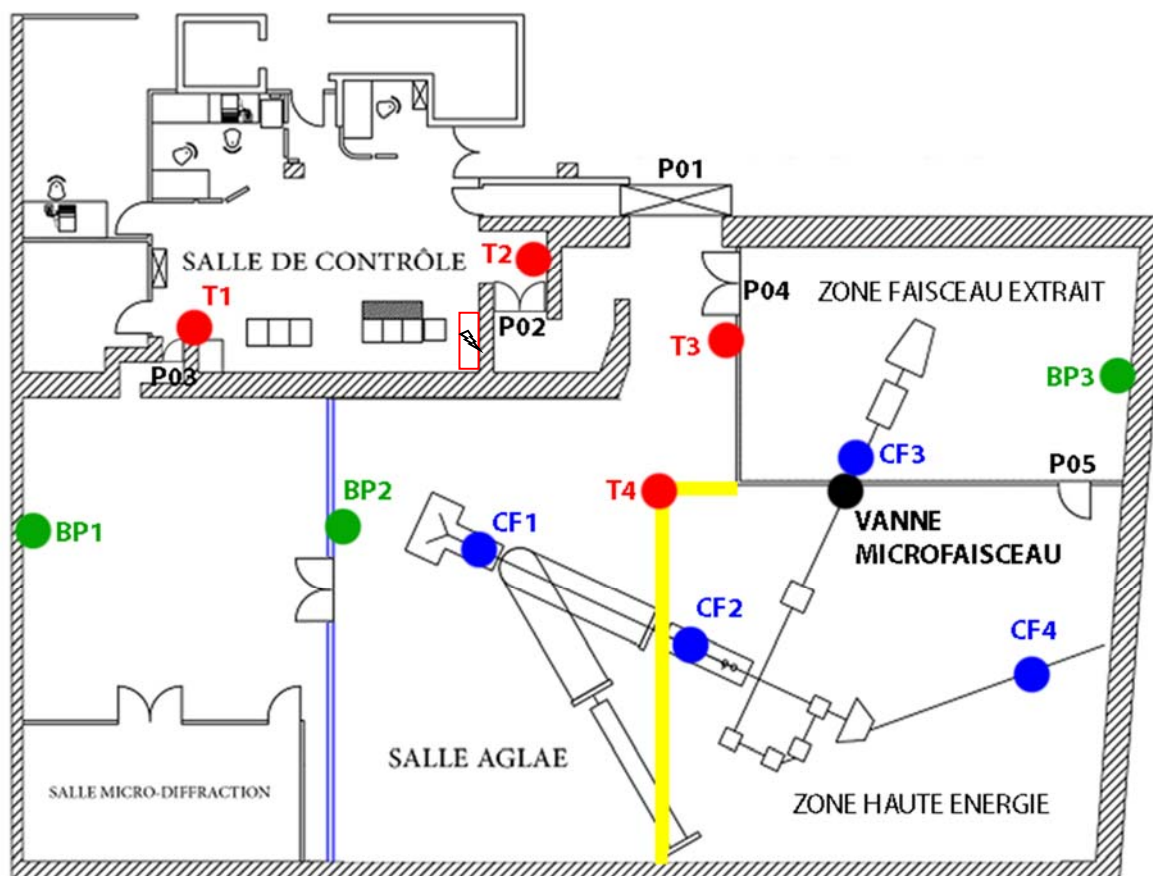 P01
T2
SALLE DE CONTRÔLE
P04
ZONE FAISCEAU EXTRAIT
T1
P02
T3
P03
BP3
CF3
P05
T4
BP2
BP1
CF1
VANNE
MICROFAISCEAU
CF2
CF4
SALLE AGLAE
SALLE MICRO-DIFFRACTION
ZONE HAUTE ENERGIE